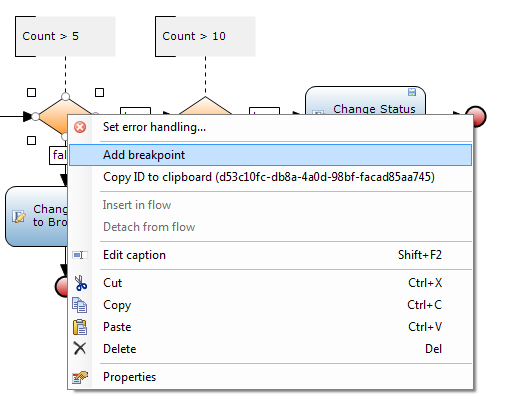 Count > 5
Count > 10
Change Status
Set error handling...
fal
Add breakpoint
Copy ID to clipboard (d53c10fc-db8a-4a0d-98bf-facad85aa745)
Chang
to Bro
Insert in flow
Detach from flow
Edit caption Shift+F2
Cut Ctrl+X
Copy Ctrl+C
Paste Ctrl+V
Delete Del
Properties